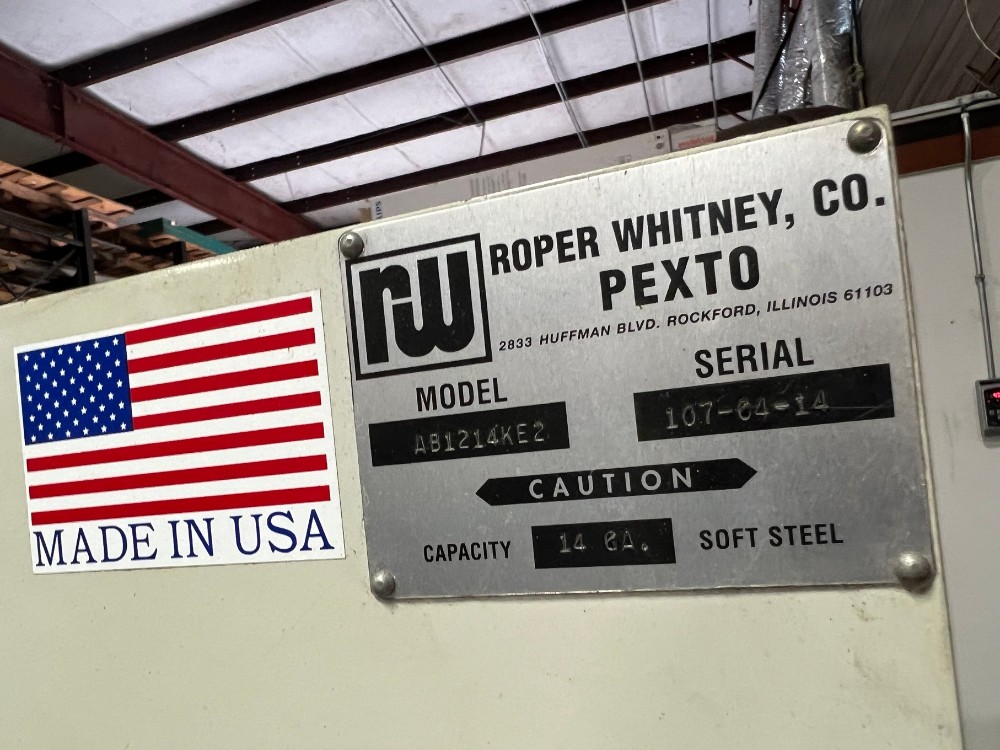 rw
ROPER WHITNEY, CO.
PEXTO
2833 HUFFMAN BLVD. ROCKFORD, ILLINOIS 61103
MODEL
SERIAL
AB1214KE2
107-64-14
CAUTION
CAPACITY 14 GA. SOFT STEEL
MADE IN USA